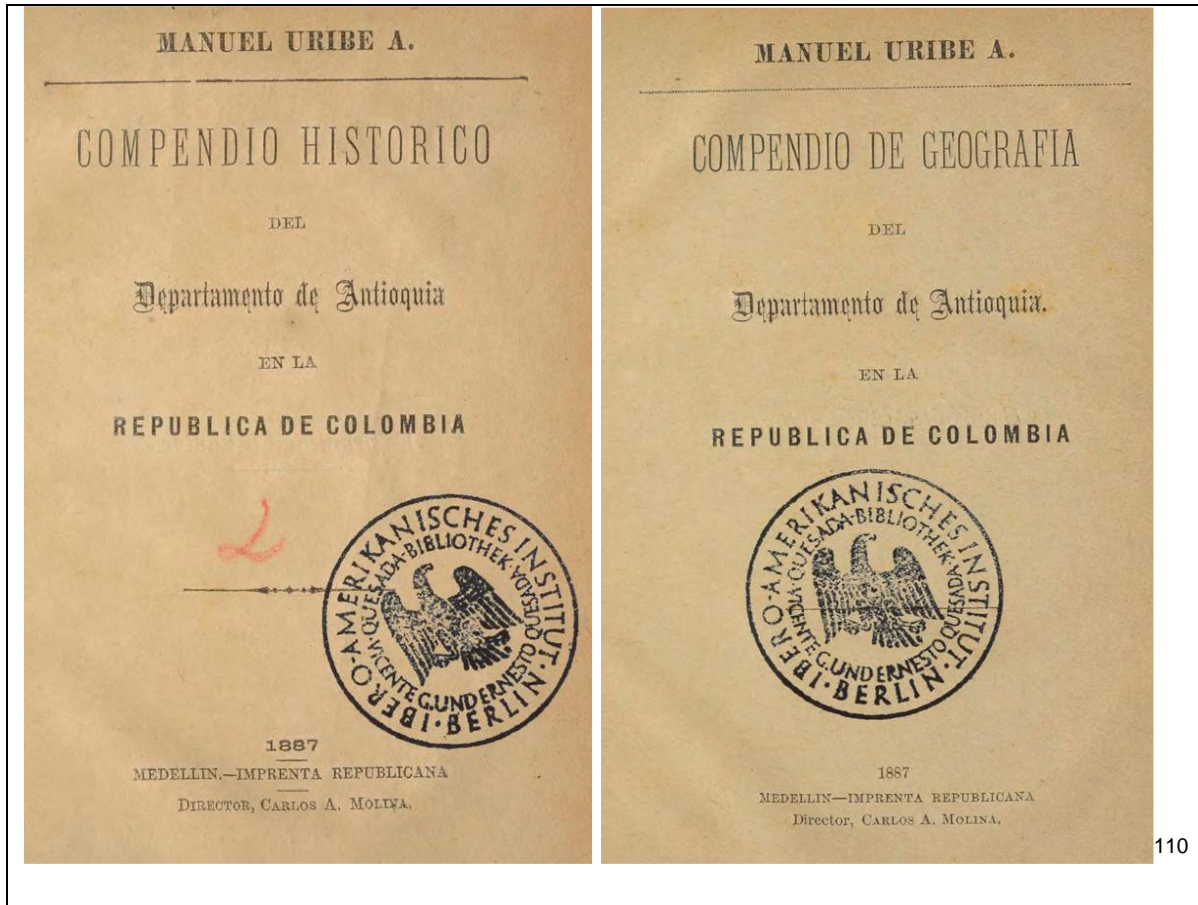 MANUEL URIBE A.
COMPENDIO HISTORICO
DEL
Departamento de Antioquia
EN LA
REPUBLICA DE COLOMBIA
2
IBERO-AMERIKANISCHES INSTITUT·
·BERLIN·
VICENTE G. UND ERNESTO QUESADA
·QUESADA-BIBLIOTHEK·
1887
MEDELLIN.—IMPRENTA REPUBLICANA
DIRECTOR, CARLOS A. MOLINA.
MANUEL URIBE A.
COMPENDIO DE GEOGRAFIA
DEL
Departamento de Antioquia.
EN LA
REPUBLICA DE COLOMBIA
IBERO-AMERIKANISCHES INSTITUT·
·BERLIN·
VICENTE G. UND ERNESTO QUESADA
·QUESADA-BIBLIOTHEK·
1887
MEDELLIN—IMPRENTA REPUBLICANA
Director, CARLOS A. MOLINA.
110